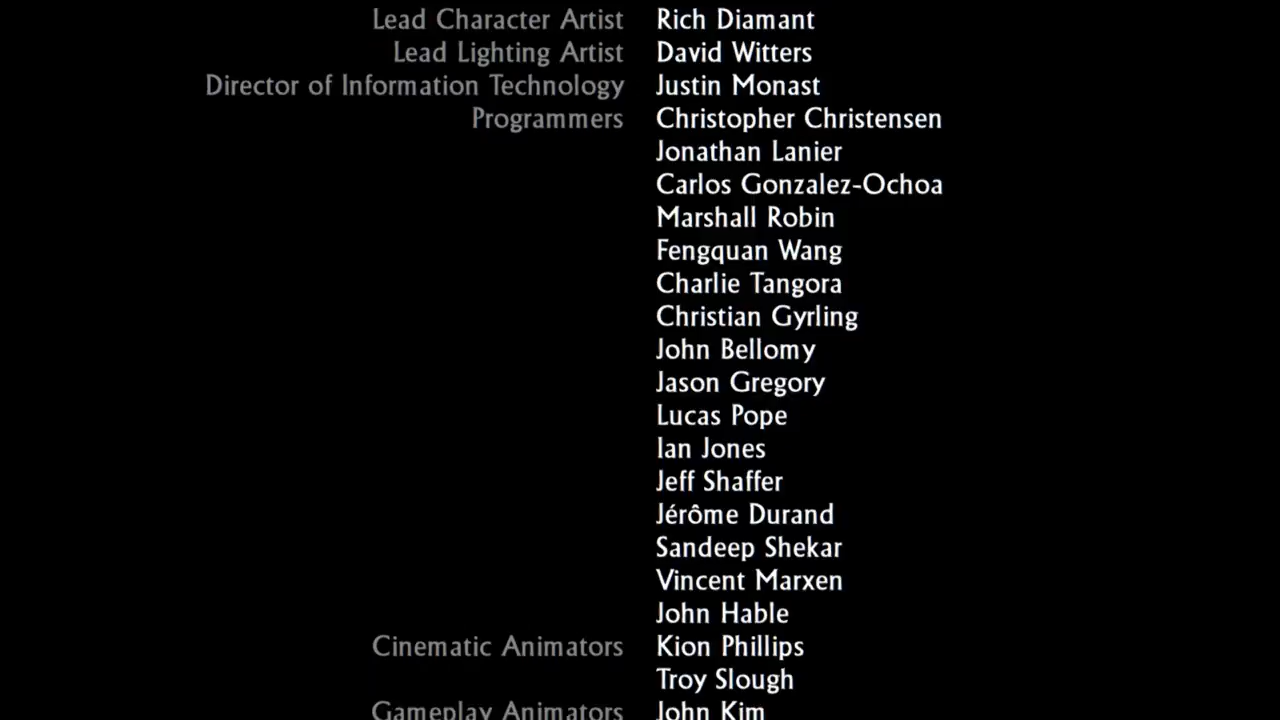 Lead Character Artist Rich Diamant
Lead Lighting Artist David Witters
Director of Information Technology Justin Monast
Programmers Christopher Christensen
Jonathan Lanier
Carlos Gonzalez-Ochoa
Marshall Robin
Fengquan Wang
Charlie Tangora
Christian Gyrling
John Bellomy
Jason Gregory
Lucas Pope
Ian Jones
Jeff Shaffer
Jérôme Durand
Sandeep Shekar
Vincent Marxen
John Hable
Cinematic Animators Kion Phillips
Troy Slough
Gameplay Animators John Kim